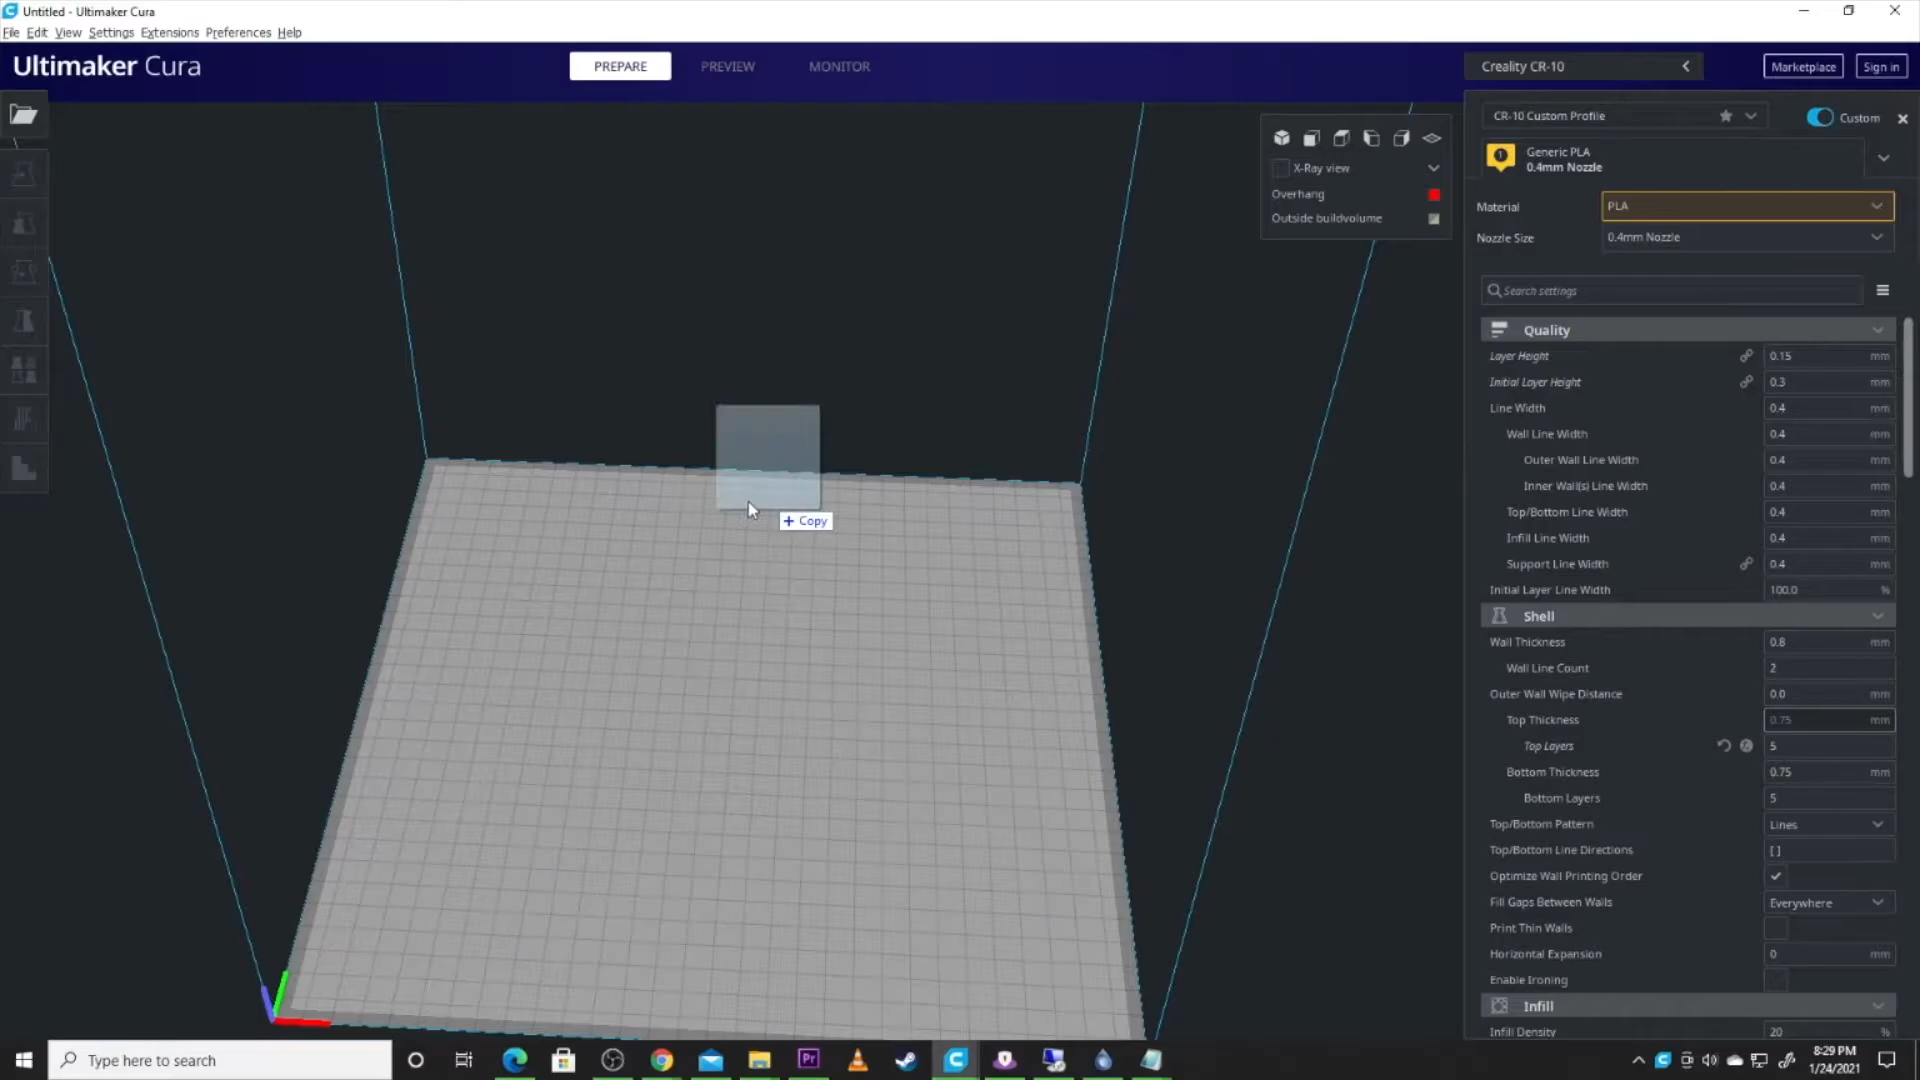 Untitled - Ultimaker Cura
File Edit View Settings Extensions Preferences Help
Ultimaker Cura
PREPARE
PREVIEW
MONITOR
Creality CR-10
Marketplace
Sign in
CR-10 Custom Profile
Custom
1
Generic PLA
0.4mm Nozzle
X-Ray view
Overhang
Outside buildvolume
Material
PLA
Nozzle Size
0.4mm Nozzle
Search settings
Quality
Layer Height 0.15 mm
Initial Layer Height 0.3 mm
Line Width 0.4 mm
Wall Line Width 0.4 mm
Outer Wall Line Width 0.4 mm
Inner Wall(s) Line Width 0.4 mm
Top/Bottom Line Width 0.4 mm
Infill Line Width 0.4 mm
Support Line Width 0.4 mm
Initial Layer Line Width 100.0 %
Shell
Wall Thickness 0.8 mm
Wall Line Count 2
Outer Wall Wipe Distance 0.0 mm
Top Thickness 0.75 mm
Top Layers 5
Bottom Thickness 0.75 mm
Bottom Layers 5
Top/Bottom Pattern Lines
Top/Bottom Line Directions [ ]
Optimize Wall Printing Order
Fill Gaps Between Walls Everywhere
Print Thin Walls
Horizontal Expansion 0 mm
Enable Ironing
Infill
Infill Density 20 %
+ Copy
Type here to search
Pr
8:29 PM
1/24/2021